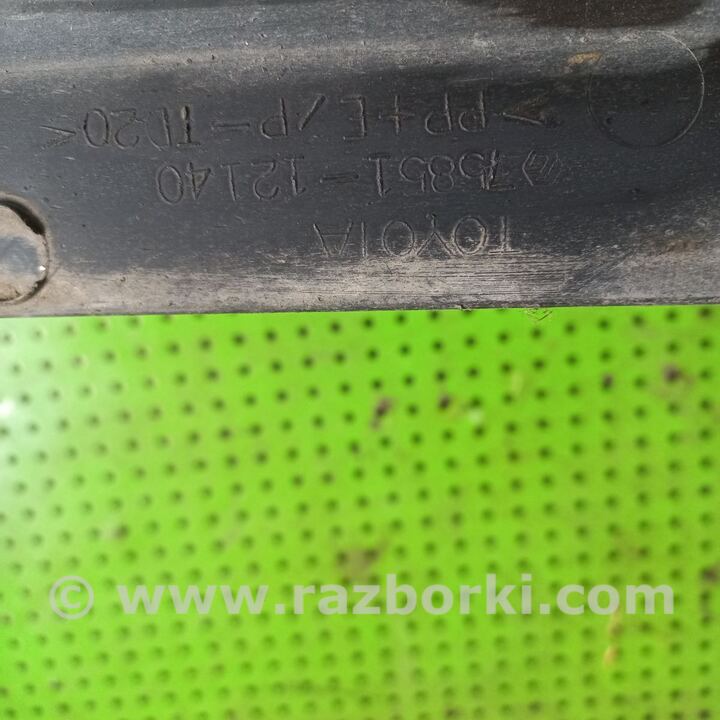 TOYOTA
75851-12140
>PP+E/P-TD20<
© www.razborki.com